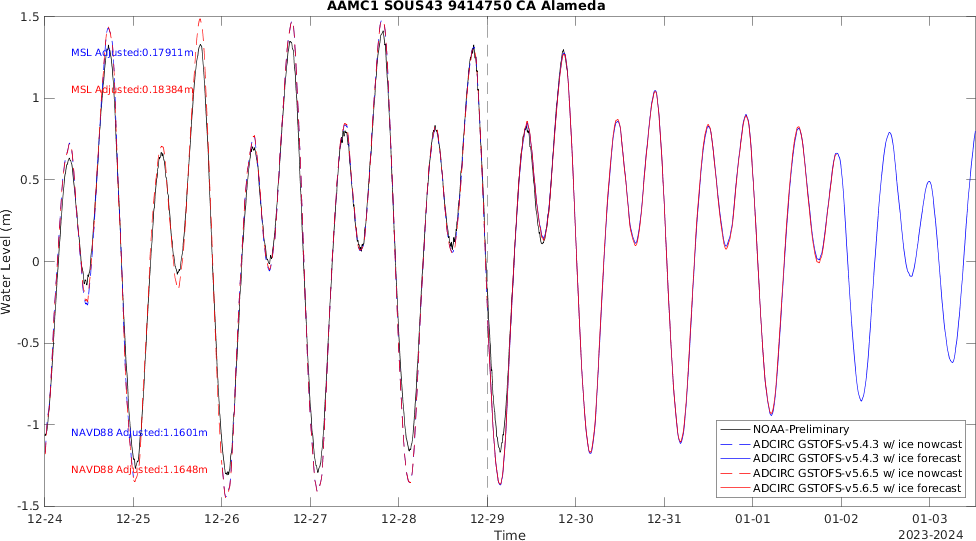 AAMC1 SOUS43 9414750 CA Alameda
1.5
1
0.5
0
-0.5
-1
-1.5
Water Level (m)
MSL Adjusted:0.17911m
MSL Adjusted:0.18384m
NAVD88 Adjusted:1.1601m
NAVD88 Adjusted:1.1648m
NOAA-Preliminary
ADCIRC GSTOFS-v5.4.3 w/ ice nowcast
ADCIRC GSTOFS-v5.4.3 w/ ice forecast
ADCIRC GSTOFS-v5.6.5 w/ ice nowcast
ADCIRC GSTOFS-v5.6.5 w/ ice forecast
12-24 12-25 12-26 12-27 12-28 12-29 12-30 12-31 01-01 01-02 01-03
Time
2023-2024